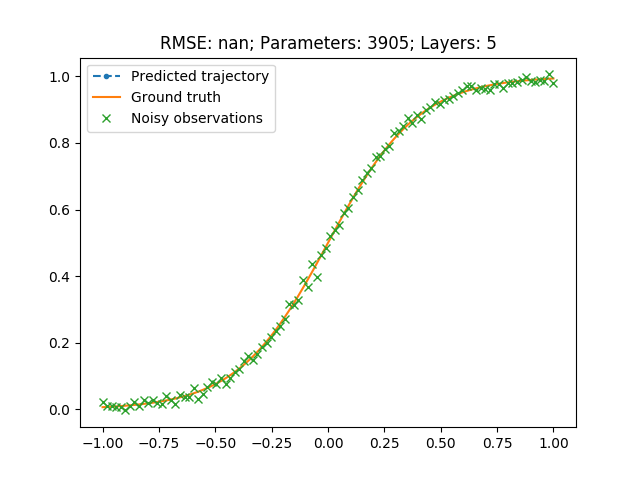 RMSE: nan; Parameters: 3905; Layers: 5
Predicted trajectory
Ground truth
Noisy observations
1.0
0.8
0.6
0.4
0.2
0.0
−1.00 −0.75 −0.50 −0.25 0.00 0.25 0.50 0.75 1.00